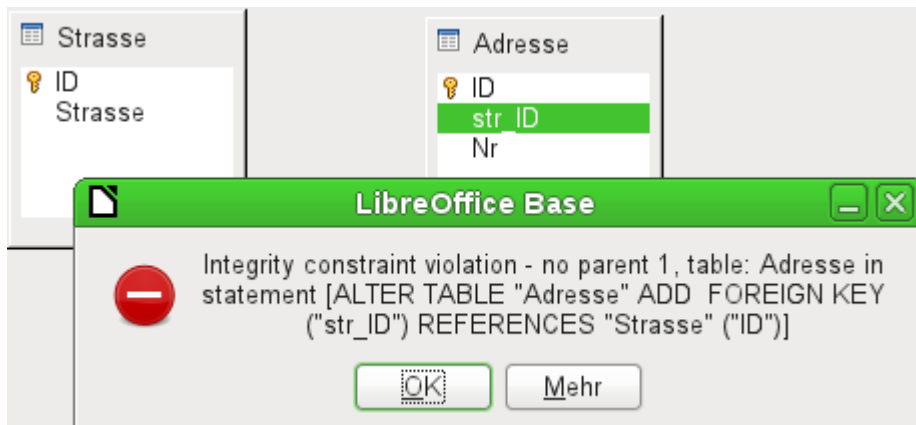 Strasse
ID
Strasse
Adresse
ID
str_ID
Nr
LibreOffice Base
Integrity constraint violation - no parent 1, table: Adresse in
statement [ALTER TABLE "Adresse" ADD  FOREIGN KEY
("str_ID") REFERENCES "Strasse" ("ID")]
OK
Mehr